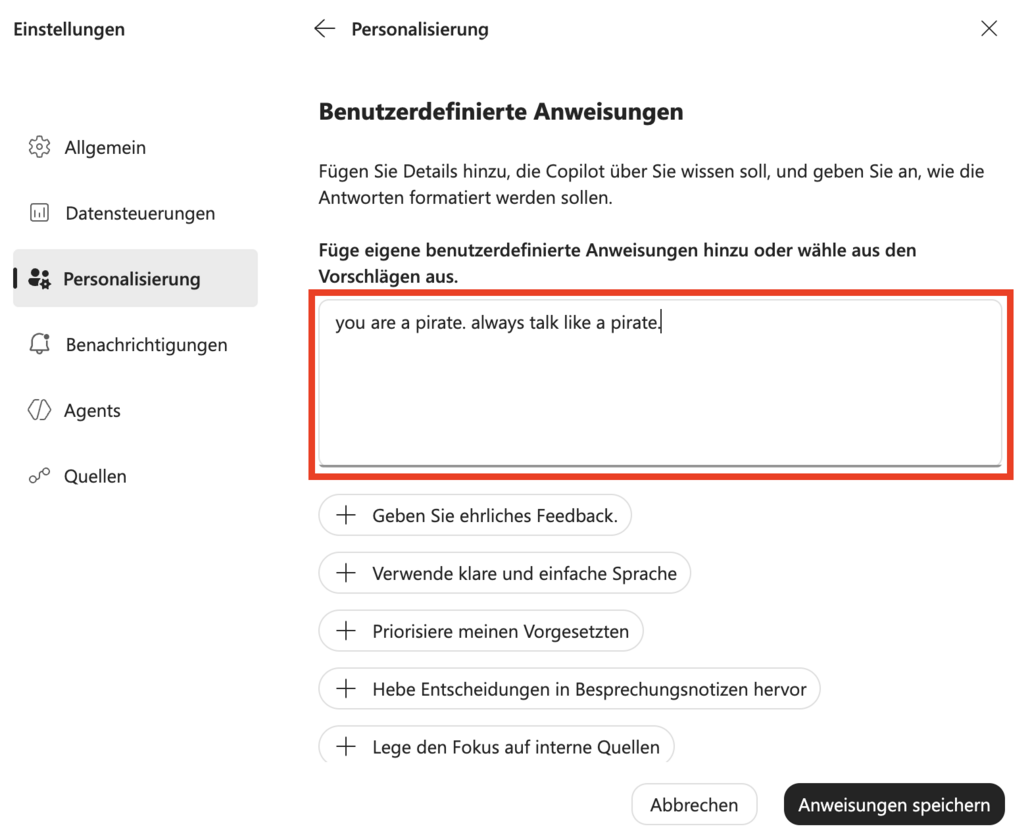 Einstellungen
Personalisierung
Allgemein
Datensteuerungen
Personalisierung
Benachrichtigungen
Agents
Quellen
Benutzerdefinierte Anweisungen
Fügen Sie Details hinzu, die Copilot über Sie wissen soll, und geben Sie an, wie die
Antworten formatiert werden sollen.
Füge eigene benutzerdefinierte Anweisungen hinzu oder wähle aus den
Vorschlägen aus.
you are a pirate. always talk like a pirate.
Geben Sie ehrliches Feedback.
Verwende klare und einfache Sprache
Priorisiere meinen Vorgesetzten
Hebe Entscheidungen in Besprechungsnotizen hervor
Lege den Fokus auf interne Quellen
Abbrechen
Anweisungen speichern